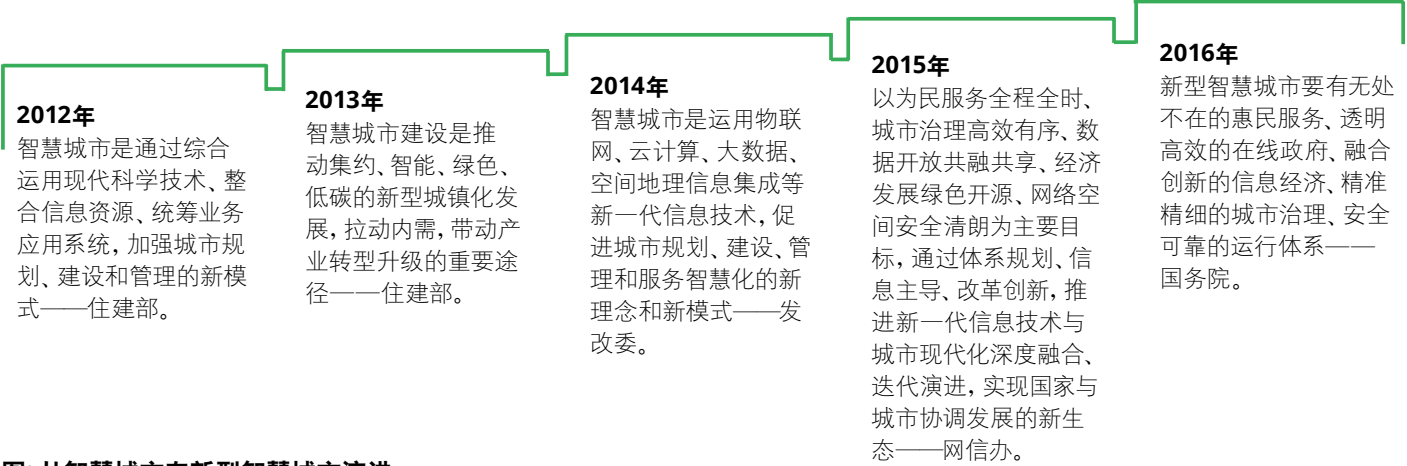 2012年
智慧城市是通过综合
运用现代科学技术、整
合信息资源、统筹业务
应用系统，加强城市规
划、建设和管理的新模
式——住建部。
2013年
智慧城市建设是推
动集约、智能、绿色、
低碳的新型城镇化发
展，拉动内需，带动产
业转型升级的重要途
径——住建部。
2014年
智慧城市是运用物联
网、云计算、大数据、
空间地理信息集成等
新一代信息技术，促
进城市规划、建设、管
理和服务智慧化的新
理念和新模式——发
改委。
2015年
以为民服务全程全时、
城市治理高效有序、数
据开放共融共享、经济
发展绿色开源、网络空
间安全清朗为主要目
标，通过体系规划、信
息主导、改革创新，推
进新一代信息技术与
城市现代化深度融合、
迭代演进，实现国家与
城市协调发展的新生
态——网信办。
2016年
新型智慧城市要有无处
不在的惠民服务、透明
高效的在线政府、融合
创新的信息经济、精准
精细的城市治理、安全
可靠的运行体系——
国务院。